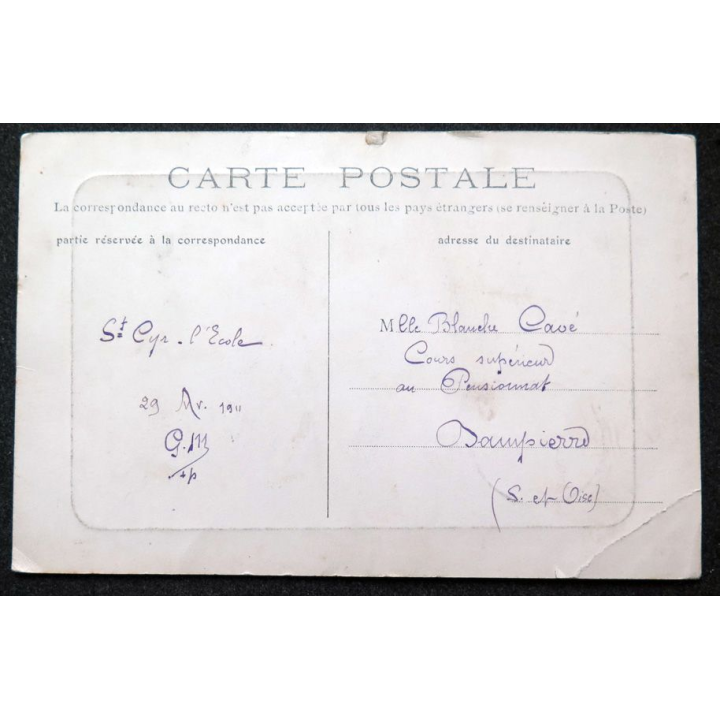 CARTE POSTALE
La correspondance au recto n'est pas acceptée par tous les pays étrangers (se renseigner à la Poste)
partie réservée à la correspondance
St Cyr-l'Ecole
29 Av. 1911
G.M
adresse du destinataire
Mlle Blanche Cavé
Cours supérieur
au Pensionnat
Dampierre
(S. et-Oise)